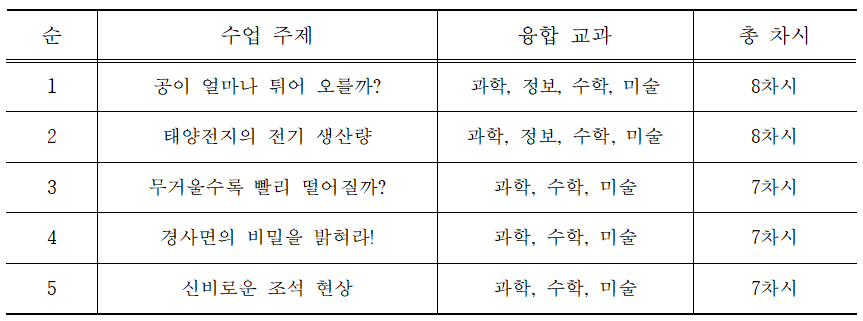 순 수업 주제 융합 교과 총 차시
1 공이 얼마나 튀어 오를까? 과학, 정보, 수학, 미술 8차시
2 태양전지의 전기 생산량 과학, 정보, 수학, 미술 8차시
3 무거울수록 빨리 떨어질까? 과학, 수학, 미술 7차시
4 경사면의 비밀을 밝혀라! 과학, 수학, 미술 7차시
5 신비로운 조석 현상 과학, 수학, 미술 7차시